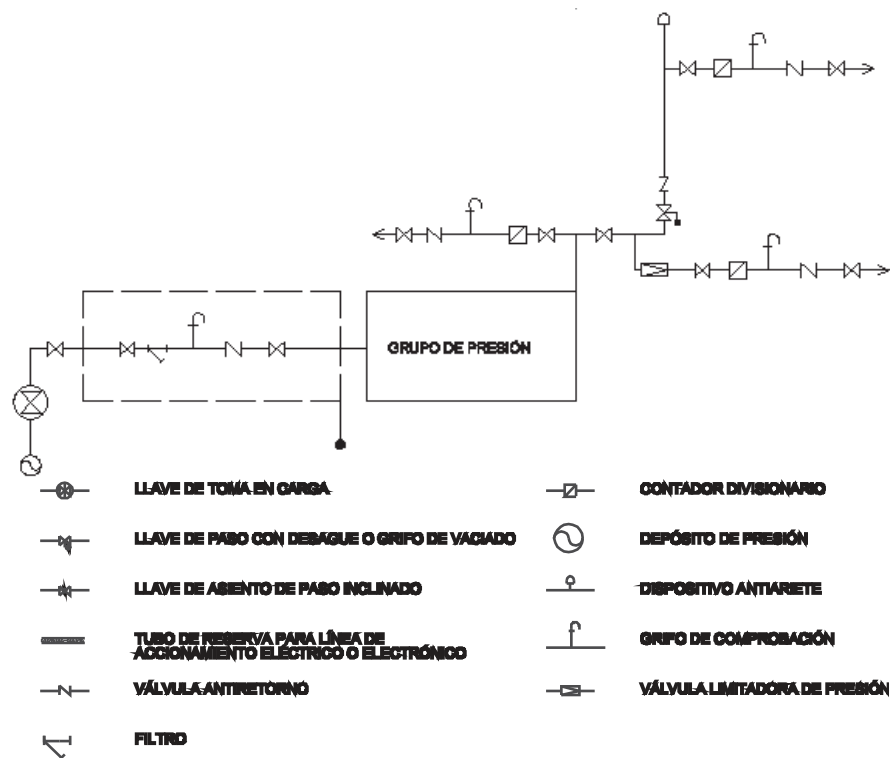 GRUPO DE PRESIÓN
LLAVE DE TOMA EN CARGA
CONTADOR DIVISIONARIO
LLAVE DE PASO CON DESAGÜE O GRIFO DE VACIADO
DEPÓSITO DE PRESIÓN
LLAVE DE ASIENTO DE PASO INCLINADO
DISPOSITIVO ANTIARIETE
TUBO DE RESERVA PARA LÍNEA DE
ACCIONAMIENTO ELÉCTRICO O ELECTRÓNICO
GRIFO DE COMPROBACIÓN
VÁLVULA ANTIRETORNO
VÁLVULA LIMITADORA DE PRESIÓN
FILTRO